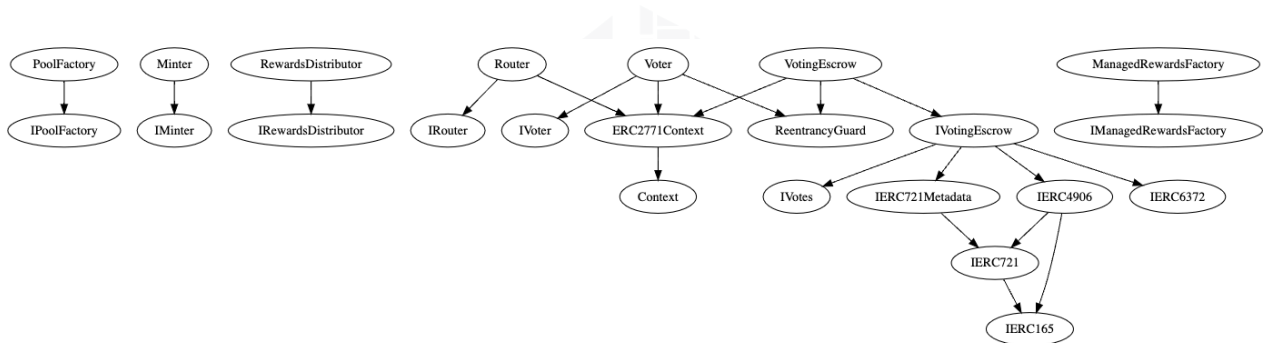 PoolFactory
Minter
RewardsDistributor
Router
Voter
VotingEscrow
ManagedRewardsFactory
IPoolFactory
IMinter
IRewardsDistributor
IRouter
IVoter
ERC2771Context
ReentrancyGuard
IVotingEscrow
IManagedRewardsFactory
Context
IVotes
IERC721Metadata
IERC4906
IERC6372
IERC721
IERC165